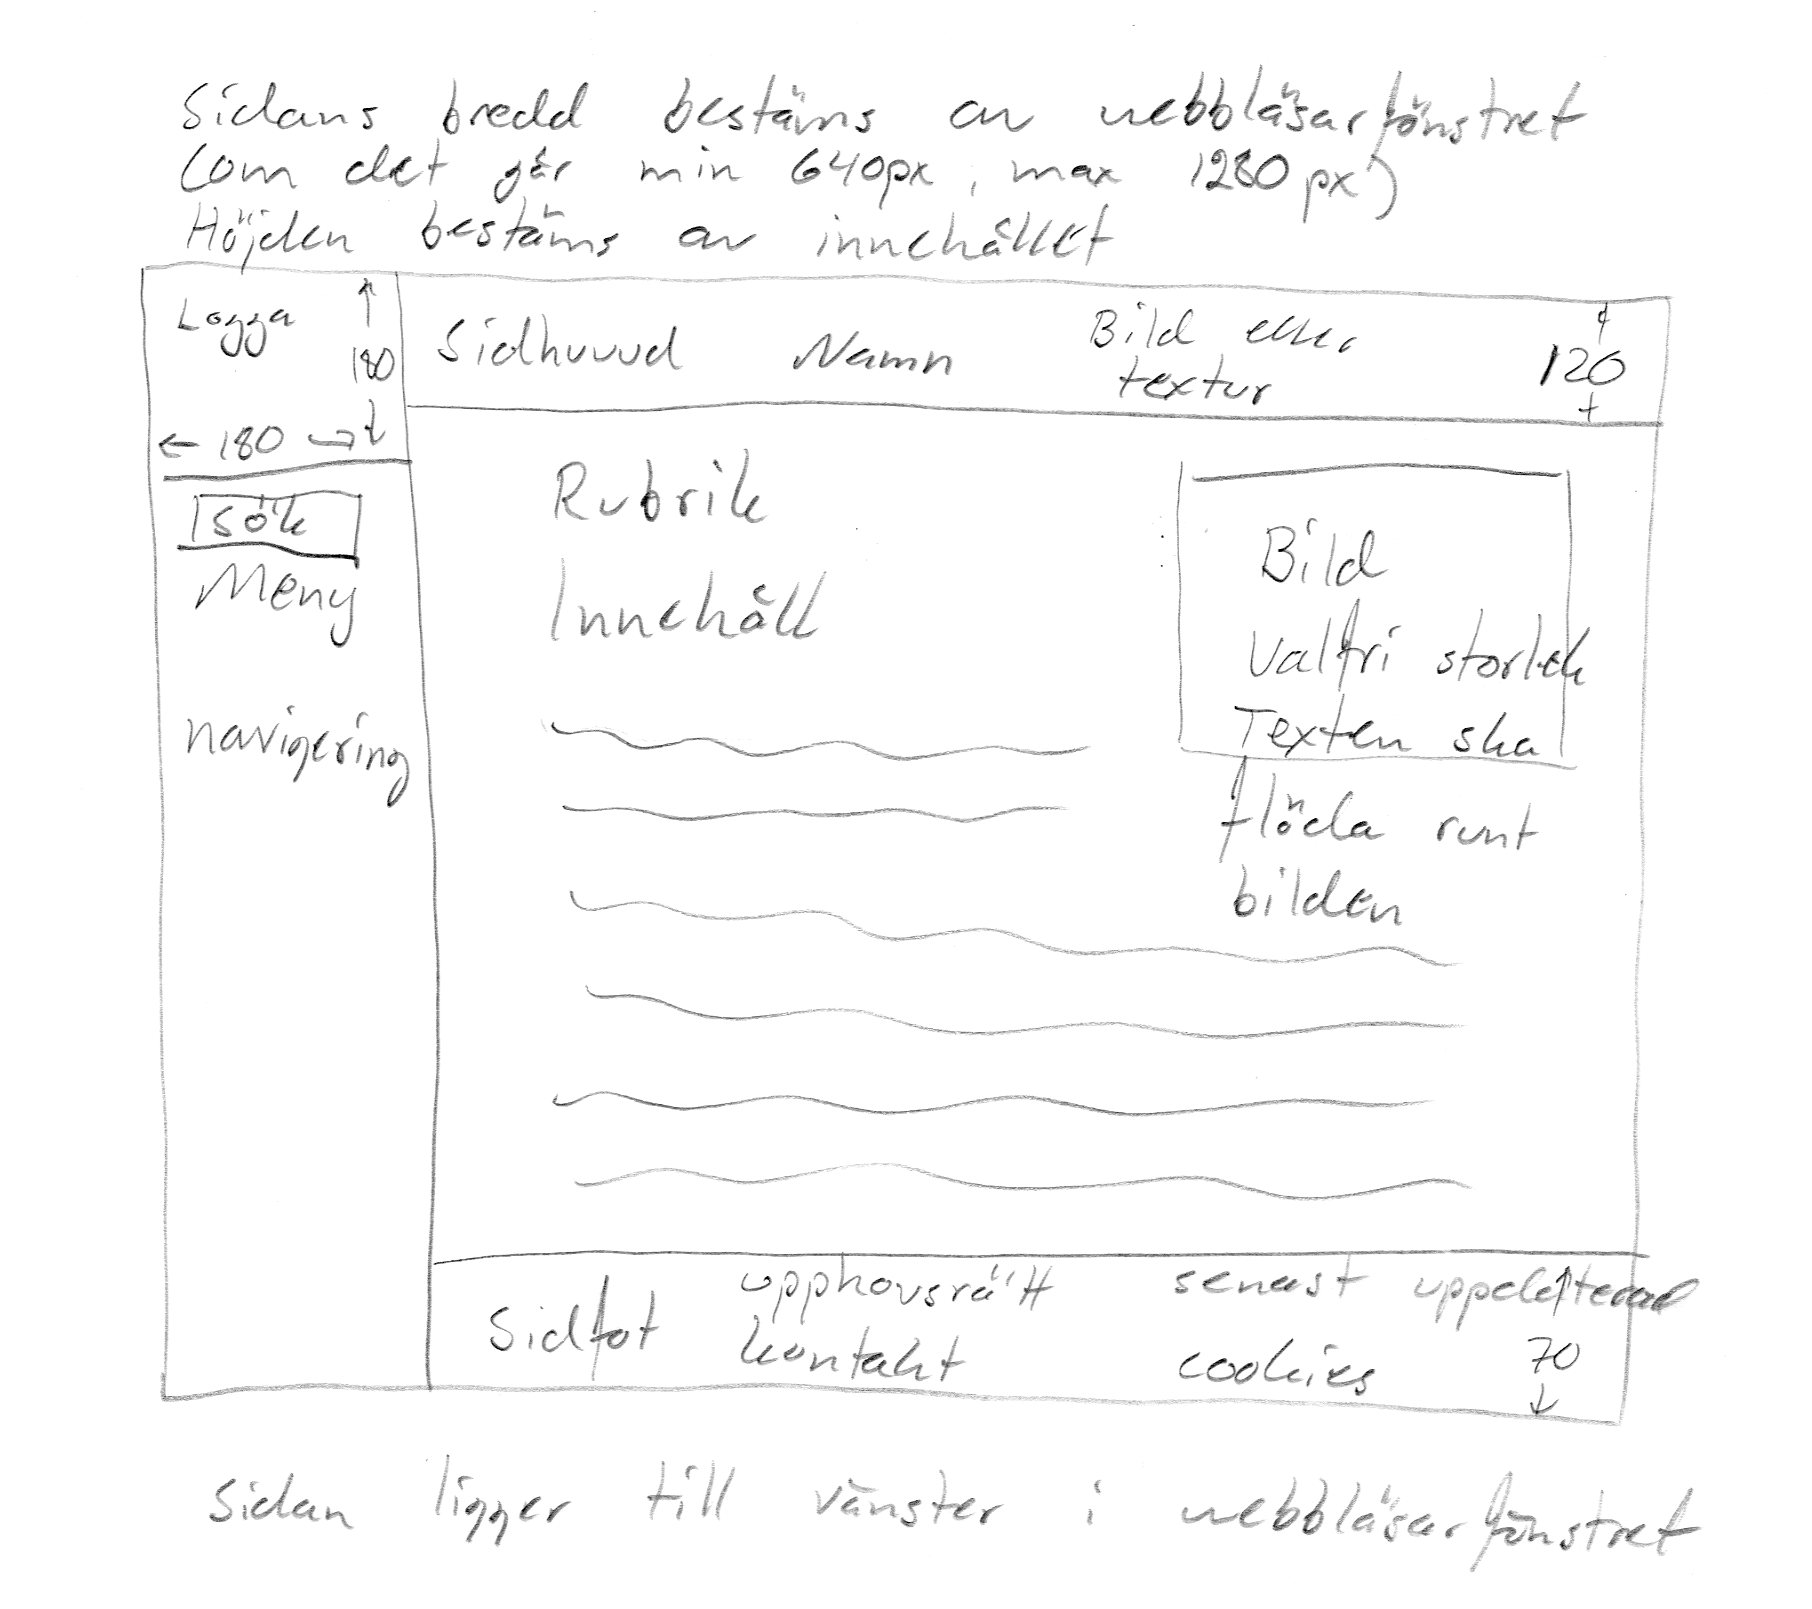 Sidans bredd bestäms av webbläsarfönstret
(om det går min 640px, max 1280 px)
Höjden bestäms av innehållet
Logga
180
180
Sidhuvud
Namn
Bild eller
textur
120
Sök
Meny
navigering
Rubrik
Innehåll
Bild
Valfri storlek
Texten ska
flöda runt
bilden
Sidfot
upphovsrätt
kontakt
senast uppdaterad
cookies
70
Sidan ligger till vänster i webbläsarfönstret